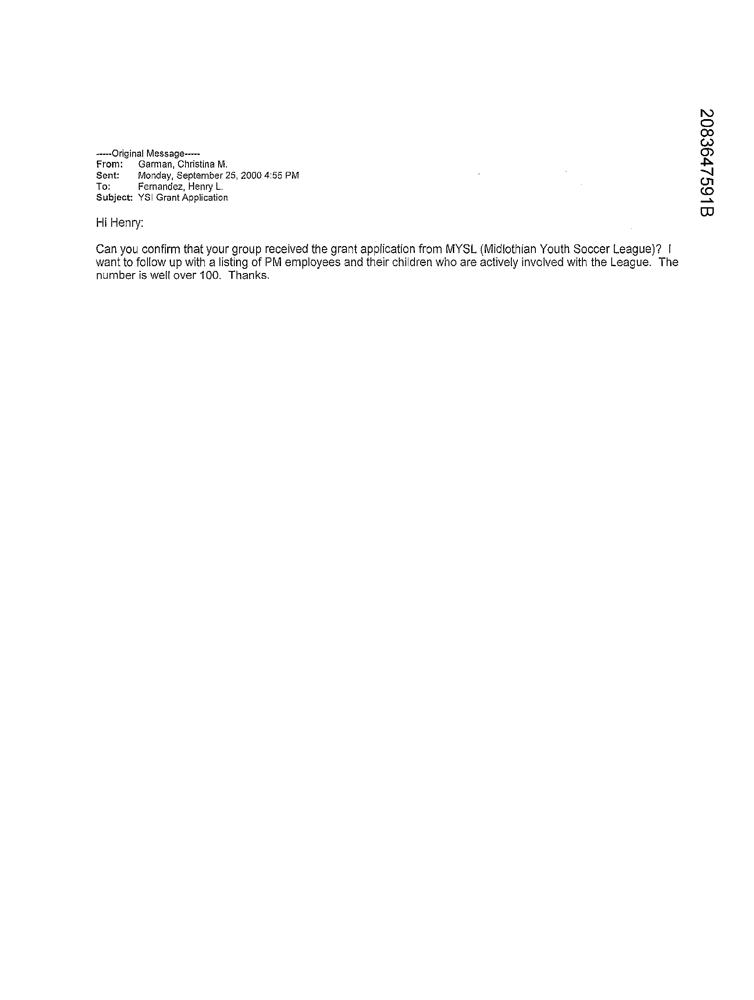 -----Original Message-----
From: Garman, Christina M.
Sent: Monday, September 25, 2000 4:55 PM
To: Fernandez, Henry L.
Subject: YSI Grant Application
Hi Henry:
Can you confirm that your group received the grant application from MYSL (Midlothian Youth Soccer League)? I
want to follow up with a listing of PM employees and their children who are actively involved with the League. The
number is well over 100. Thanks.
2083647591B